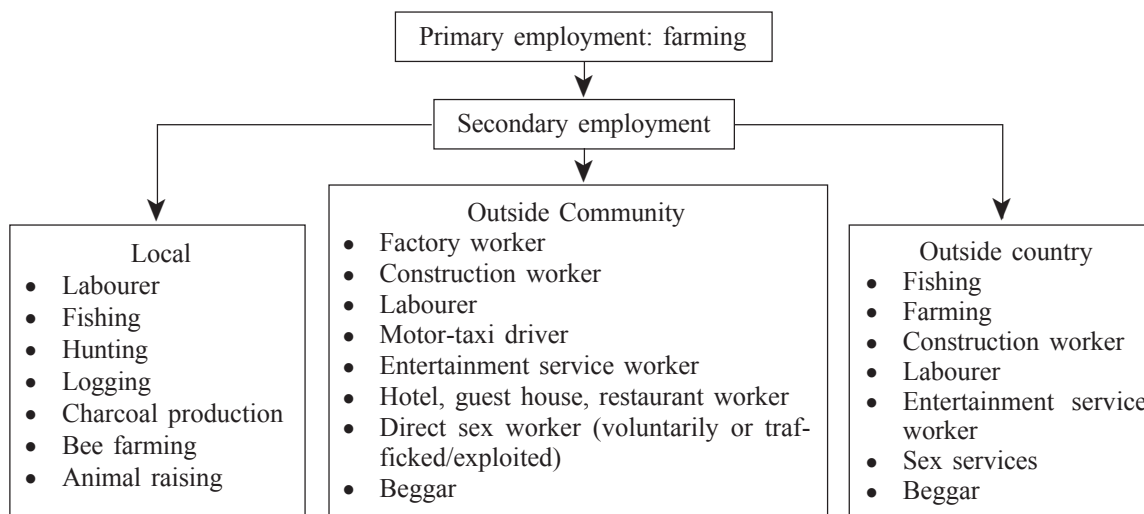 Primary employment: farming
Secondary employment
Local
• Labourer
• Fishing
• Hunting
• Logging
• Charcoal production
• Bee farming
• Animal raising
Outside Community
• Factory worker
• Construction worker
• Labourer
• Motor-taxi driver
• Entertainment service worker
• Hotel, guest house, restaurant worker
• Direct sex worker (voluntarily or traf-
ficked/exploited)
• Beggar
Outside country
• Fishing
• Farming
• Construction worker
• Labourer
• Entertainment service
worker
• Sex services
• Beggar